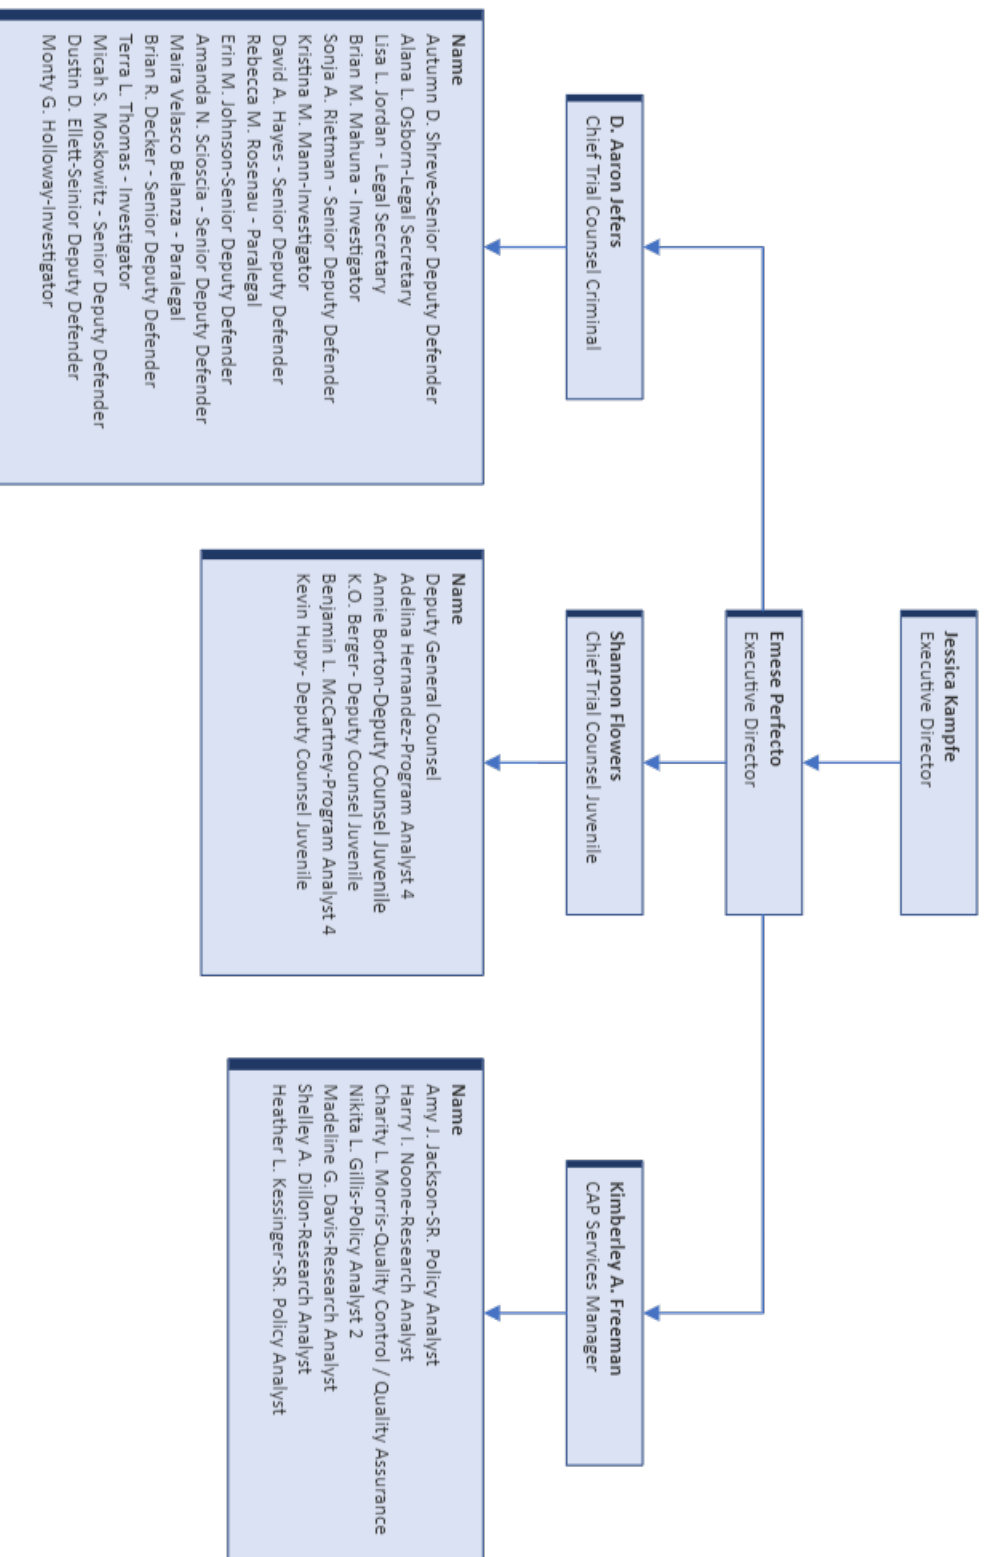 Jessica Kampfe
Executive Director
Emese Perfecto
Executive Director
D. Aaron Jefers
Chief Trial Counsel Criminal
Shannon Flowers
Chief Trial Counsel Juvenile
Kimberley A. Freeman
CAP Services Manager
Name
Autumn D. Shreve-Senior Deputy Defender
Alana L. Osborn-Legal Secretary
Lisa L. Jordan - Legal Secretary
Brian M. Mahuna - Investigator
Sonja A. Rietman - Senior Deputy Defender
Kristina M. Mann-Investigator
David A. Hayes - Senior Deputy Defender
Rebecca M. Rosenau - Paralegal
Erin M. Johnson-Senior Deputy Defender
Amanda N. Scioscia - Senior Deputy Defender
Maira Velasco Belanza - Paralegal
Brian R. Decker - Senior Deputy Defender
Terra L. Thomas - Investigator
Micah S. Moskowitz - Senior Deputy Defender
Dustin D. Ellett-Seinior Deputy Defender
Monty G. Holloway-Investigator
Name
Deputy General Counsel
Adelina Hernandez-Program Analyst 4
Annie Borton-Deputy Counsel Juvenile
K.O. Berger- Deputy Counsel Juvenile
Benjamin L. McCartney-Program Analyst 4
Kevin Hupy- Deputy Counsel Juvenile
Name
Amy J. Jackson-SR. Policy Analyst
Harry I. Noone-Research Analyst
Charity L. Morris-Quality Control / Quality Assurance
Nikita L. Gillis-Policy Analyst 2
Madeline G. Davis-Research Analyst
Shelley A. Dillon-Research Analyst
Heather L. Kessinger-SR. Policy Analyst